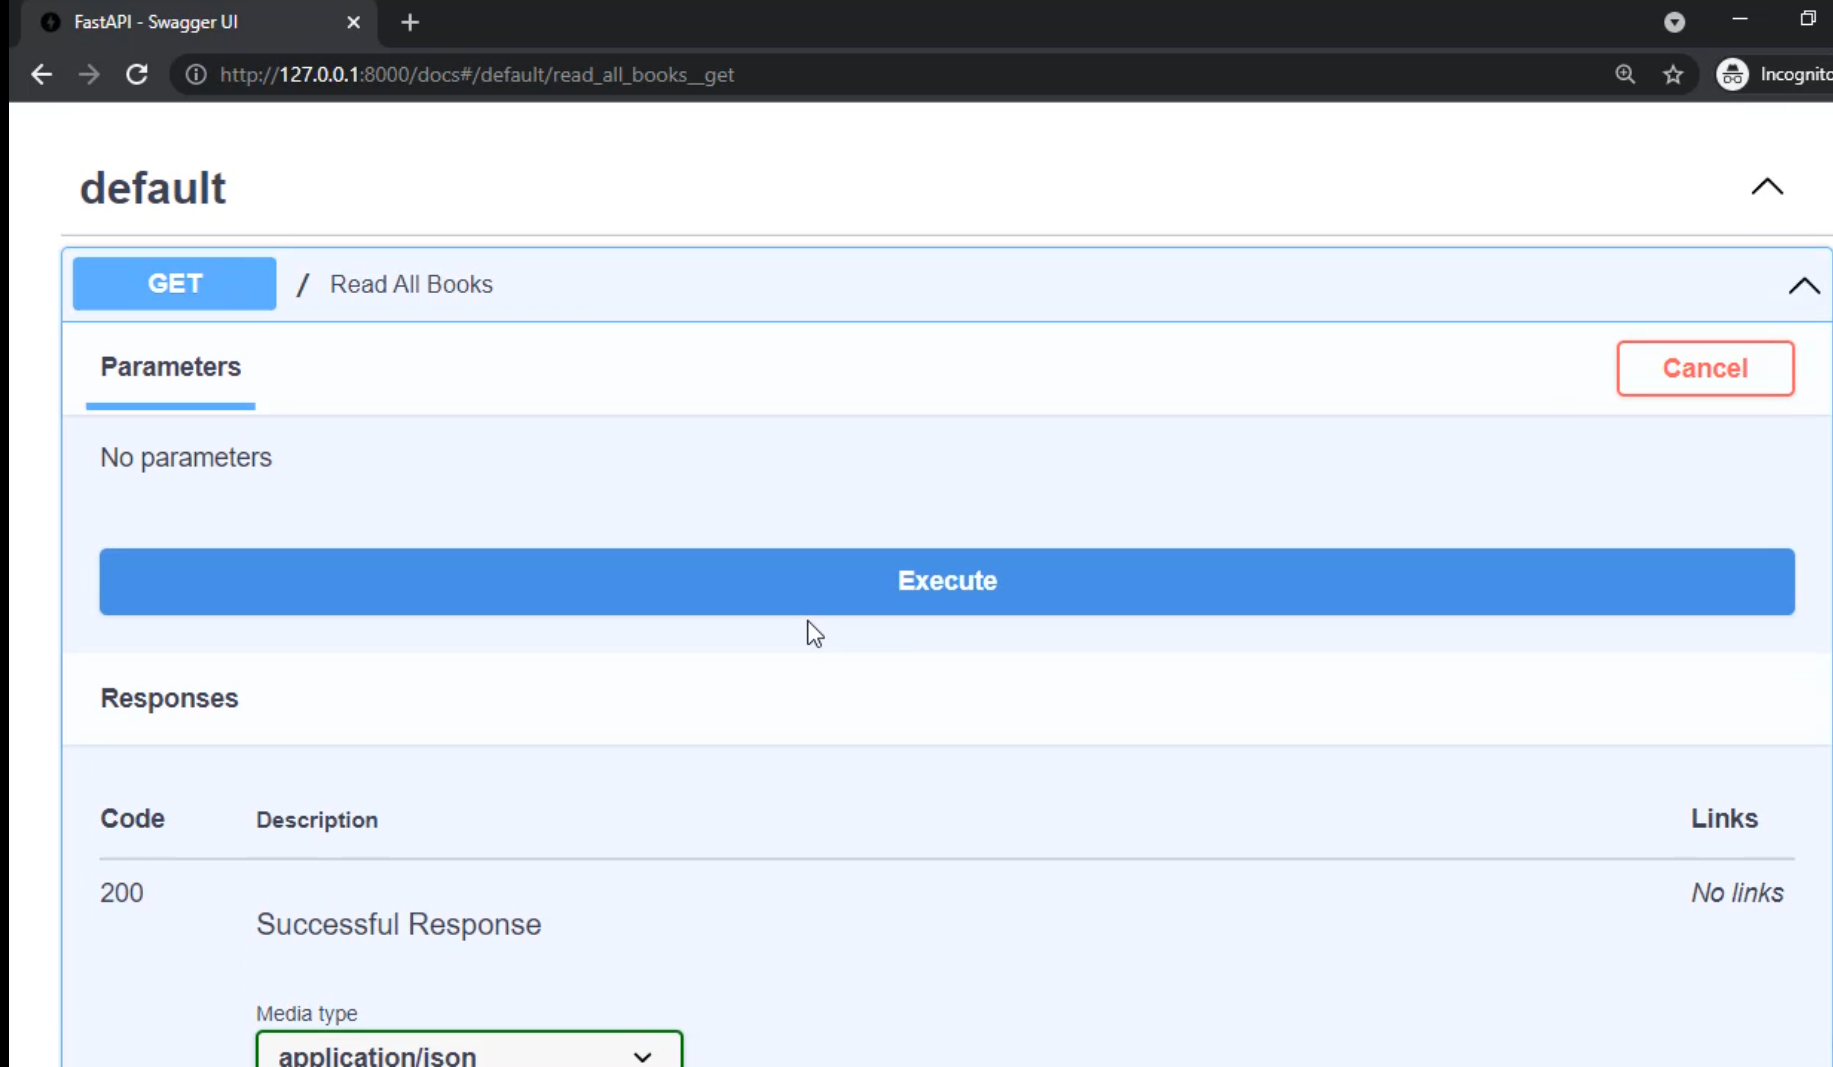 FastAPI - Swagger UI
http://127.0.0.1:8000/docs#/default/read_all_books__get
Incognito
default
GET / Read All Books
Parameters
Cancel
No parameters
Execute
Responses
Code Description Links
200 No links
Successful Response
Media type
application/json